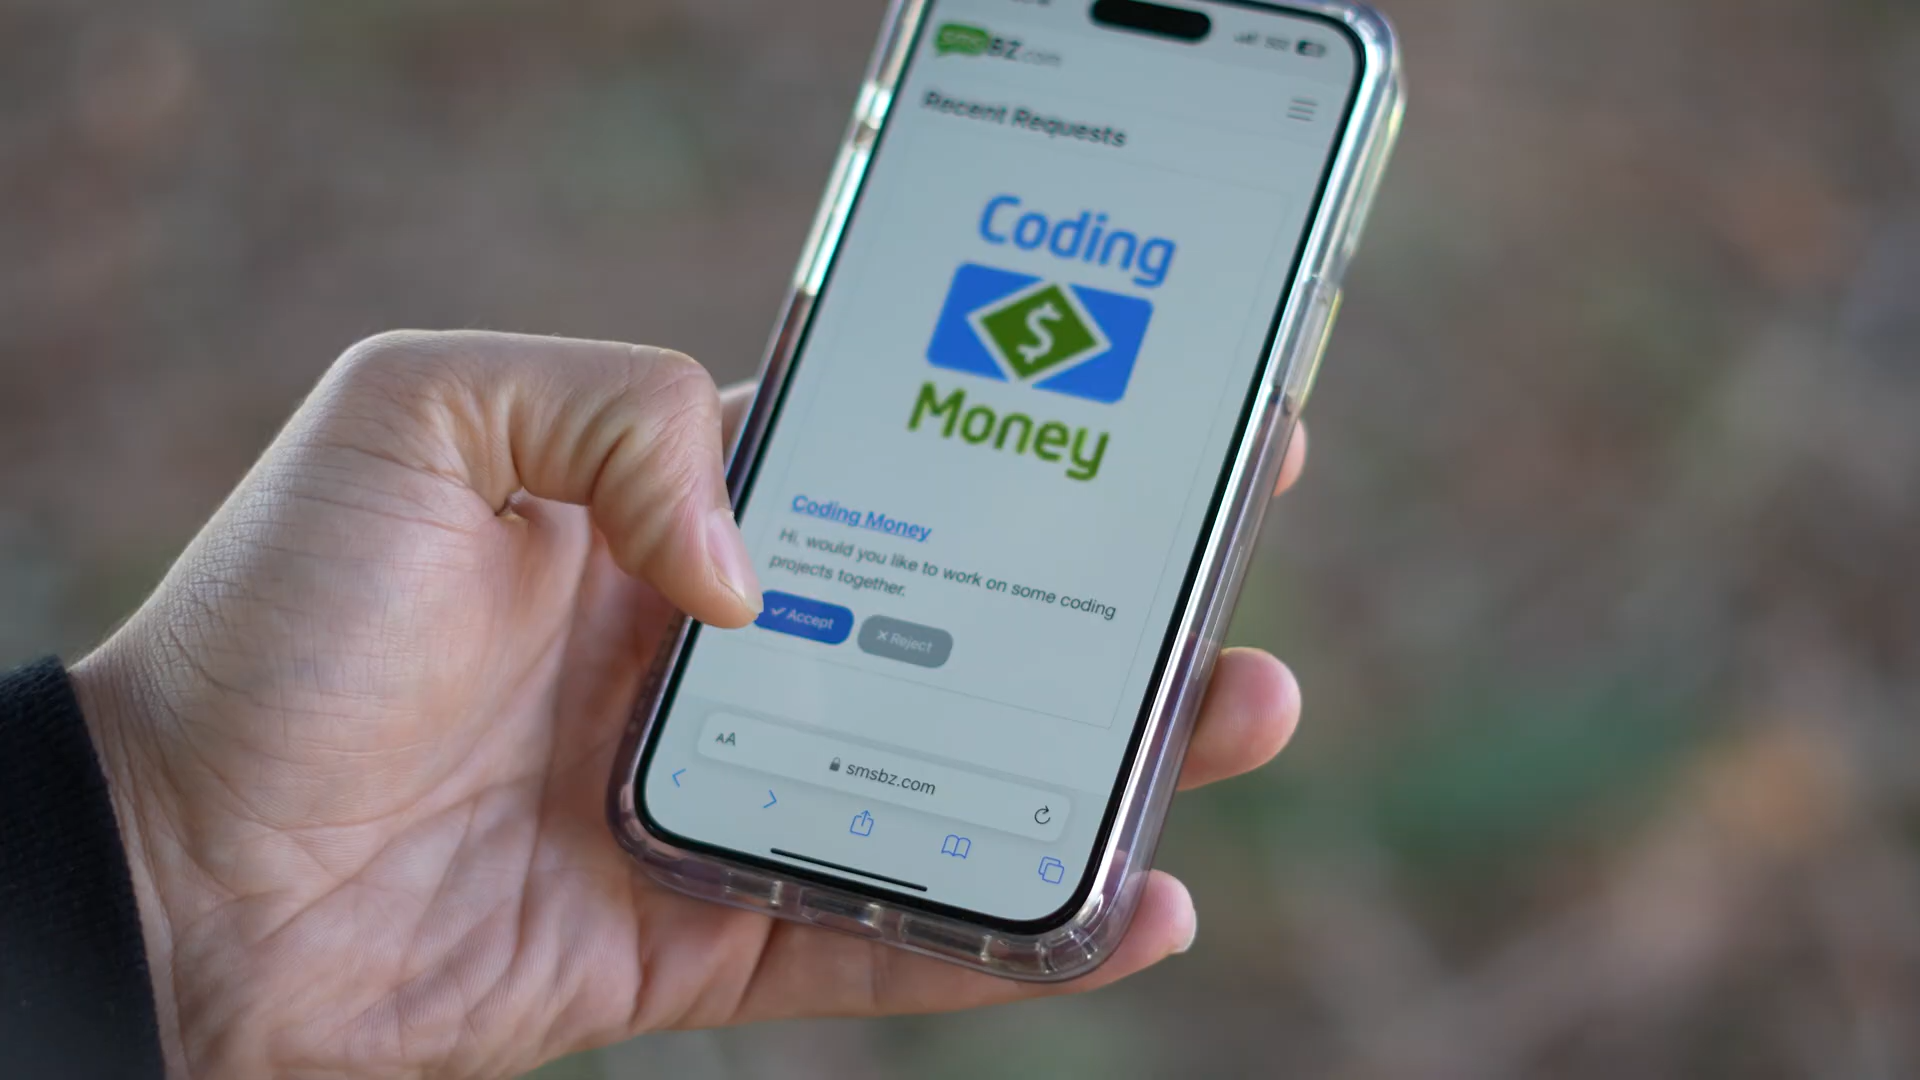 smsBZ.com
Recent Requests
Coding
$
Money
Coding Money
Hi, would you like to work on some coding
projects together.
✓ Accept
✕ Reject
AA
smsbz.com